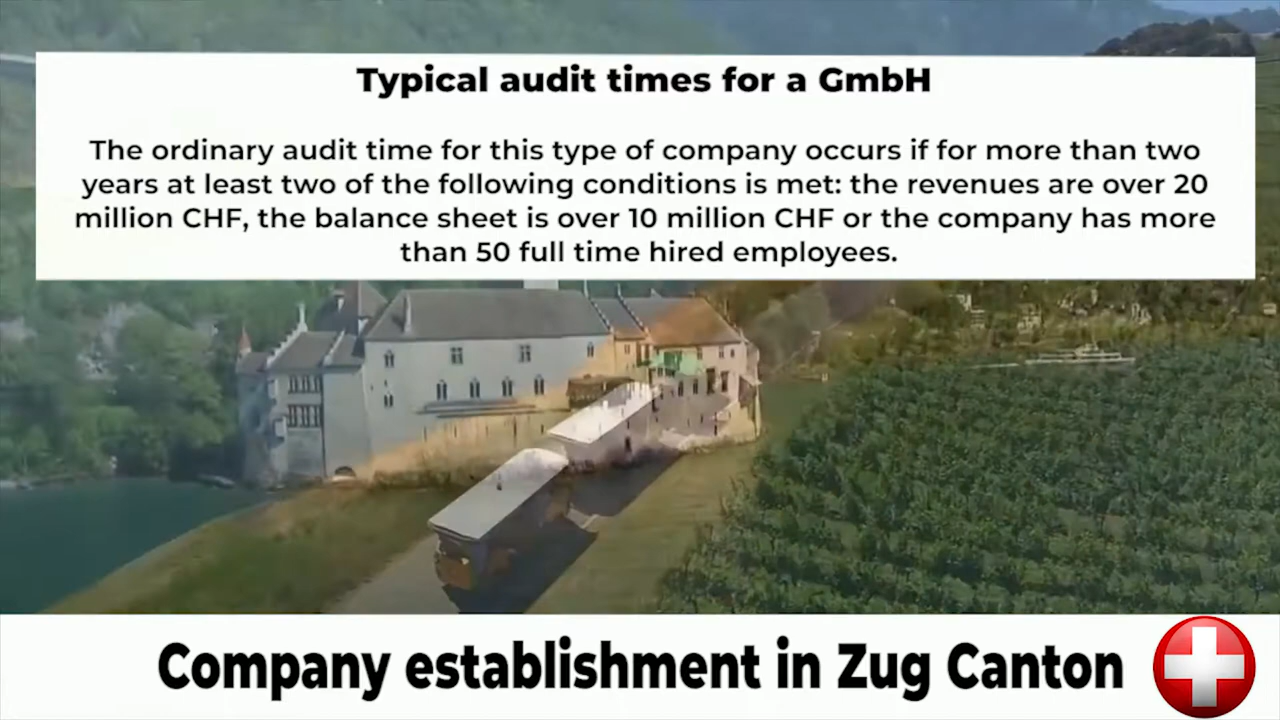 Typical audit times for a GmbH
The ordinary audit time for this type of company occurs if for more than two
years at least two of the following conditions is met: the revenues are over 20
million CHF, the balance sheet is over 10 million CHF or the company has more
than 50 full time hired employees.
Company establishment in Zug Canton